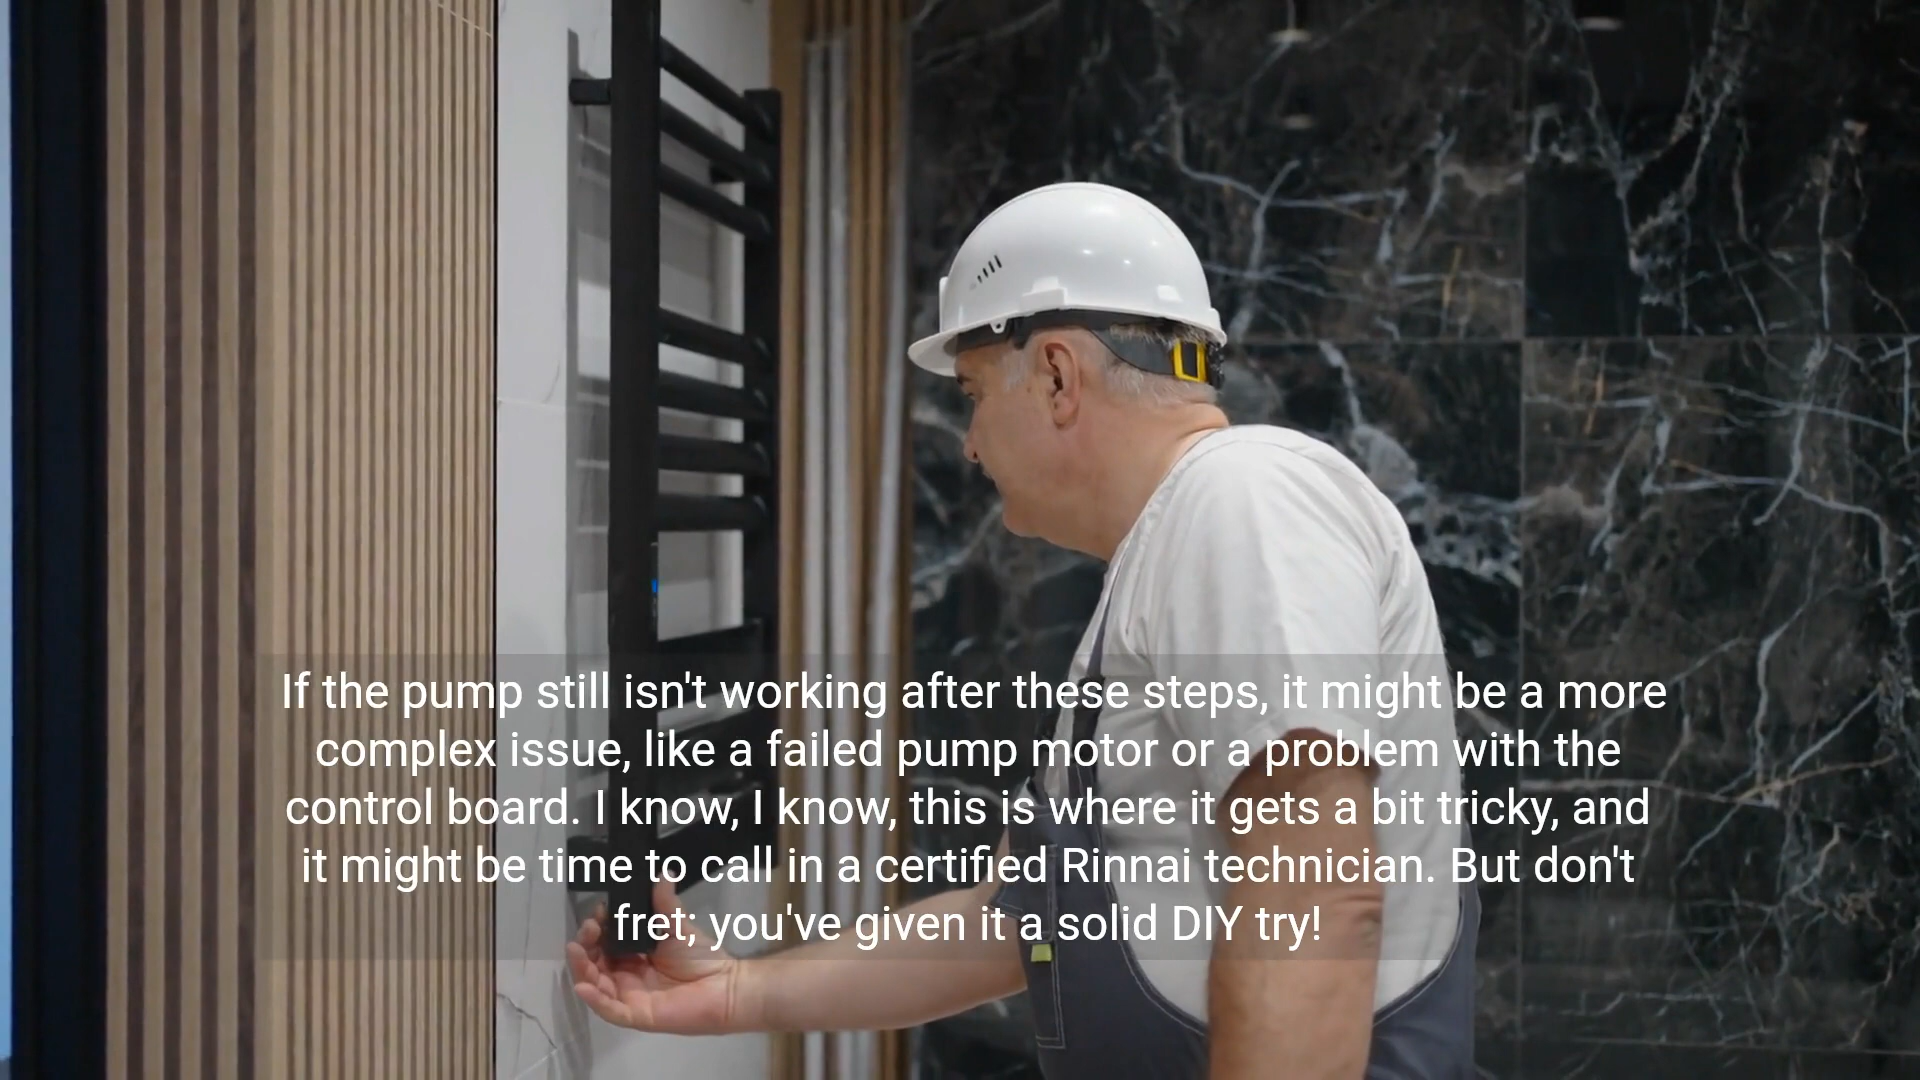 If the pump still isn't working after these steps, it might be a more
complex issue, like a failed pump motor or a problem with the
control board. I know, I know, this is where it gets a bit tricky, and
it might be time to call in a certified Rinnai technician. But don't
fret; you've given it a solid DIY try!